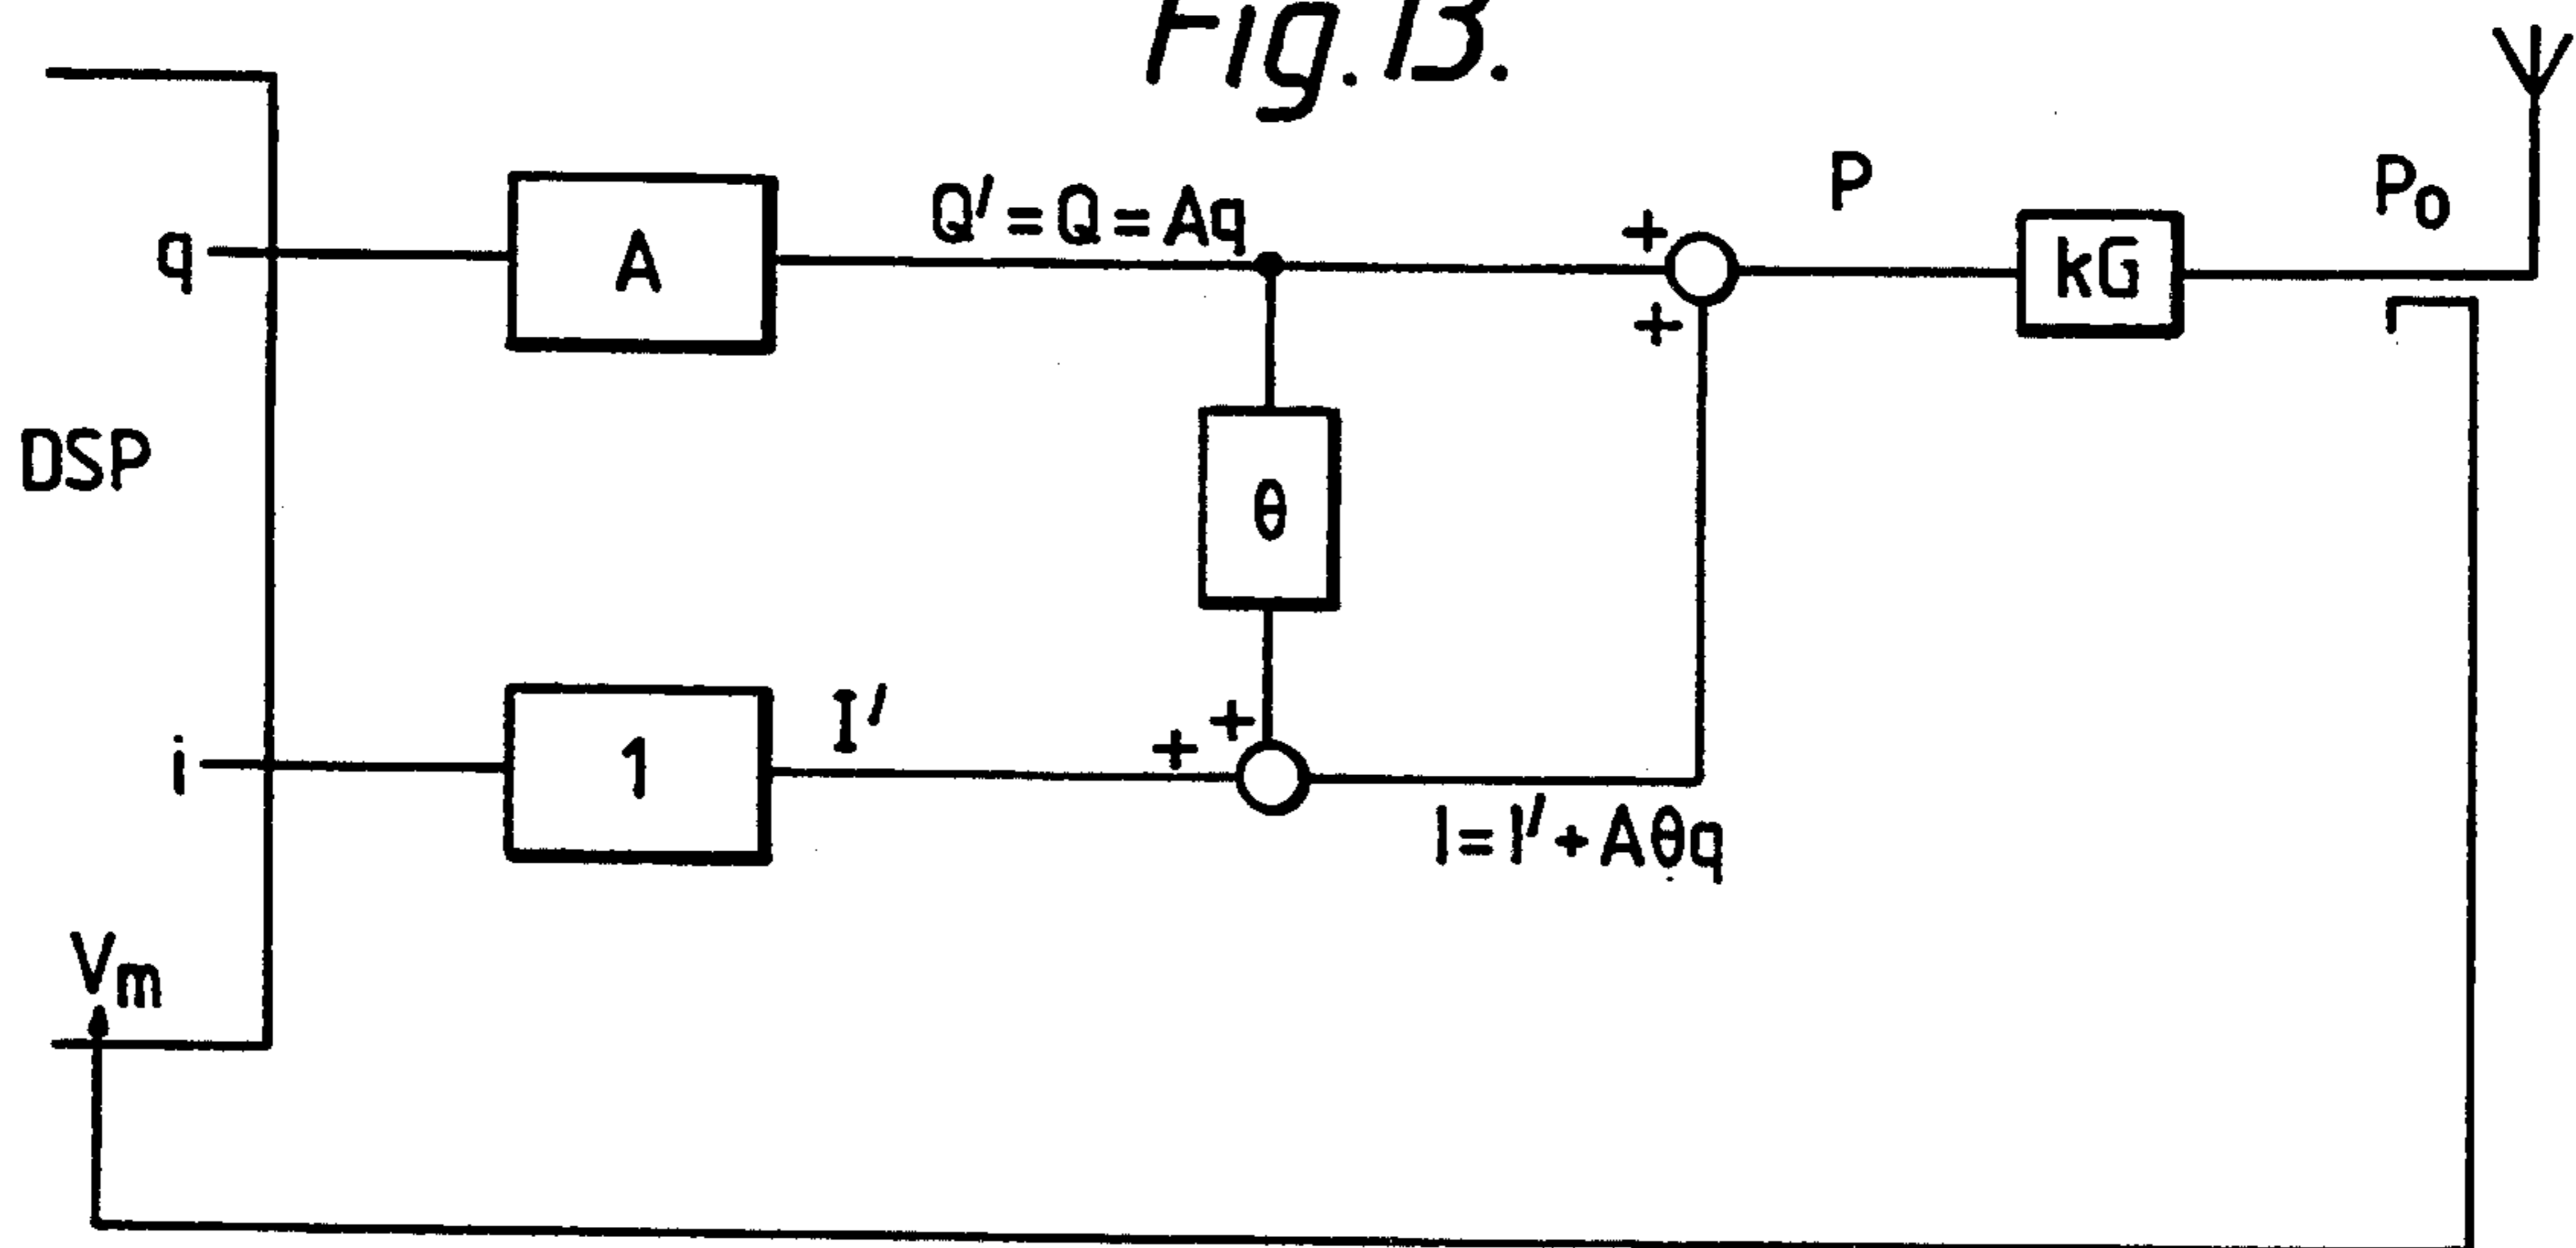 Fig. 13.
q
A
Q' = Q = Aq
+
+
P
kG
Po
DSP
θ
i
1
I'
+
+
I = I' + Aθq
Vm